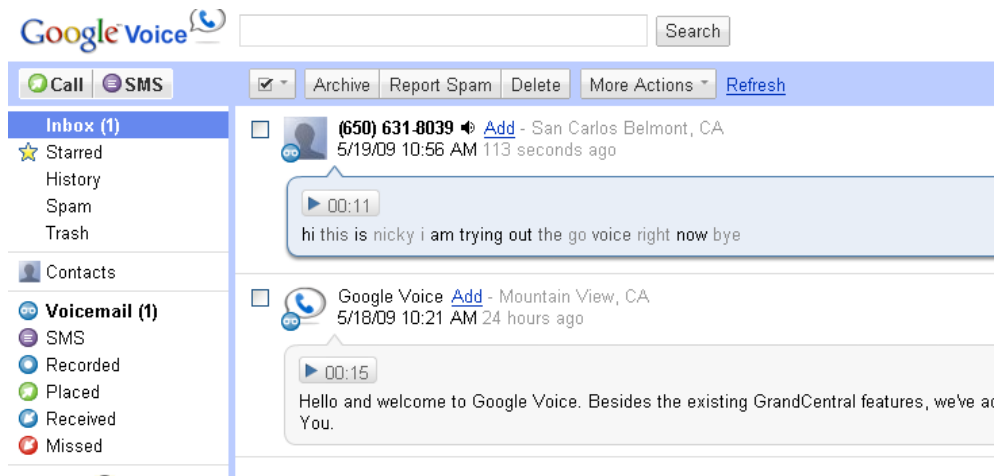 Google Voice
Search
Call SMS
Archive Report Spam Delete More Actions Refresh
Inbox (1)
Starred
History
Spam
Trash
Contacts
Voicemail (1)
SMS
Recorded
Placed
Received
Missed
(650) 631-8039 Add - San Carlos Belmont, CA
5/19/09 10:56 AM 113 seconds ago
00:11
hi this is nicky i am trying out the go voice right now bye
Google Voice Add - Mountain View, CA
5/18/09 10:21 AM 24 hours ago
00:15
Hello and welcome to Google Voice. Besides the existing GrandCentral features, we've
You.